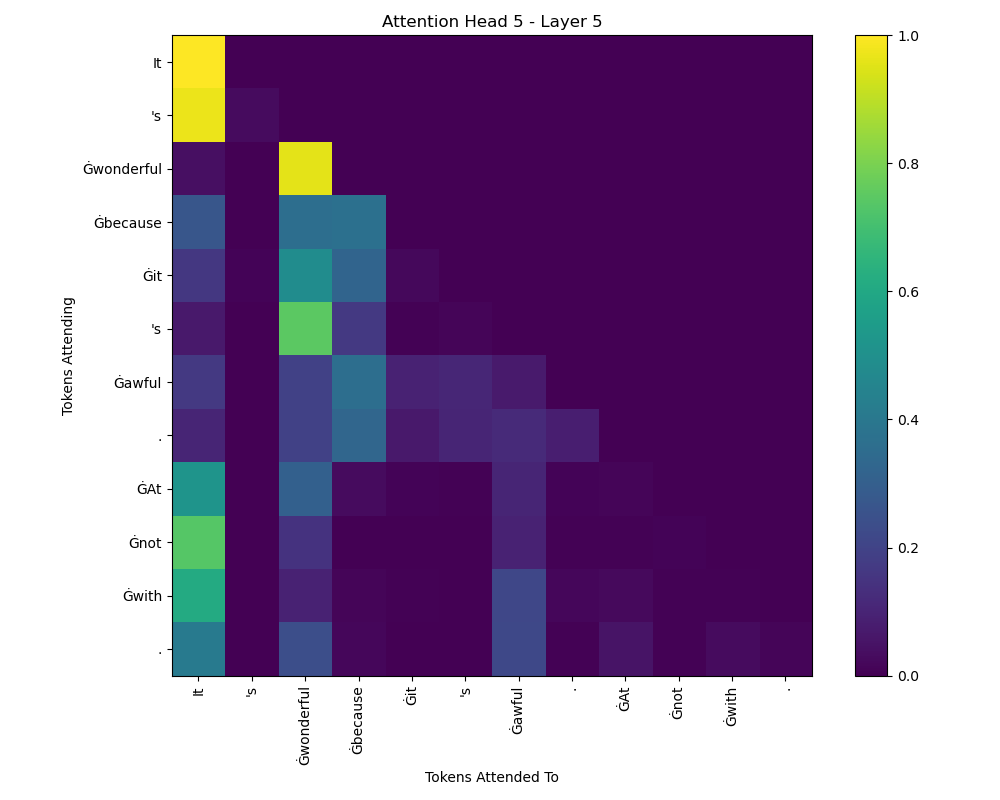 Attention Head 5 - Layer 5
It
's
Ġwonderful
Ġbecause
Ġit
's
Ġawful
.
ĠAt
Ġnot
Ġwith
.
Tokens Attending
It
's
Ġwonderful
Ġbecause
Ġit
's
Ġawful
.
ĠAt
Ġnot
Ġwith
.
Tokens Attended To
1.0
0.8
0.6
0.4
0.2
0.0